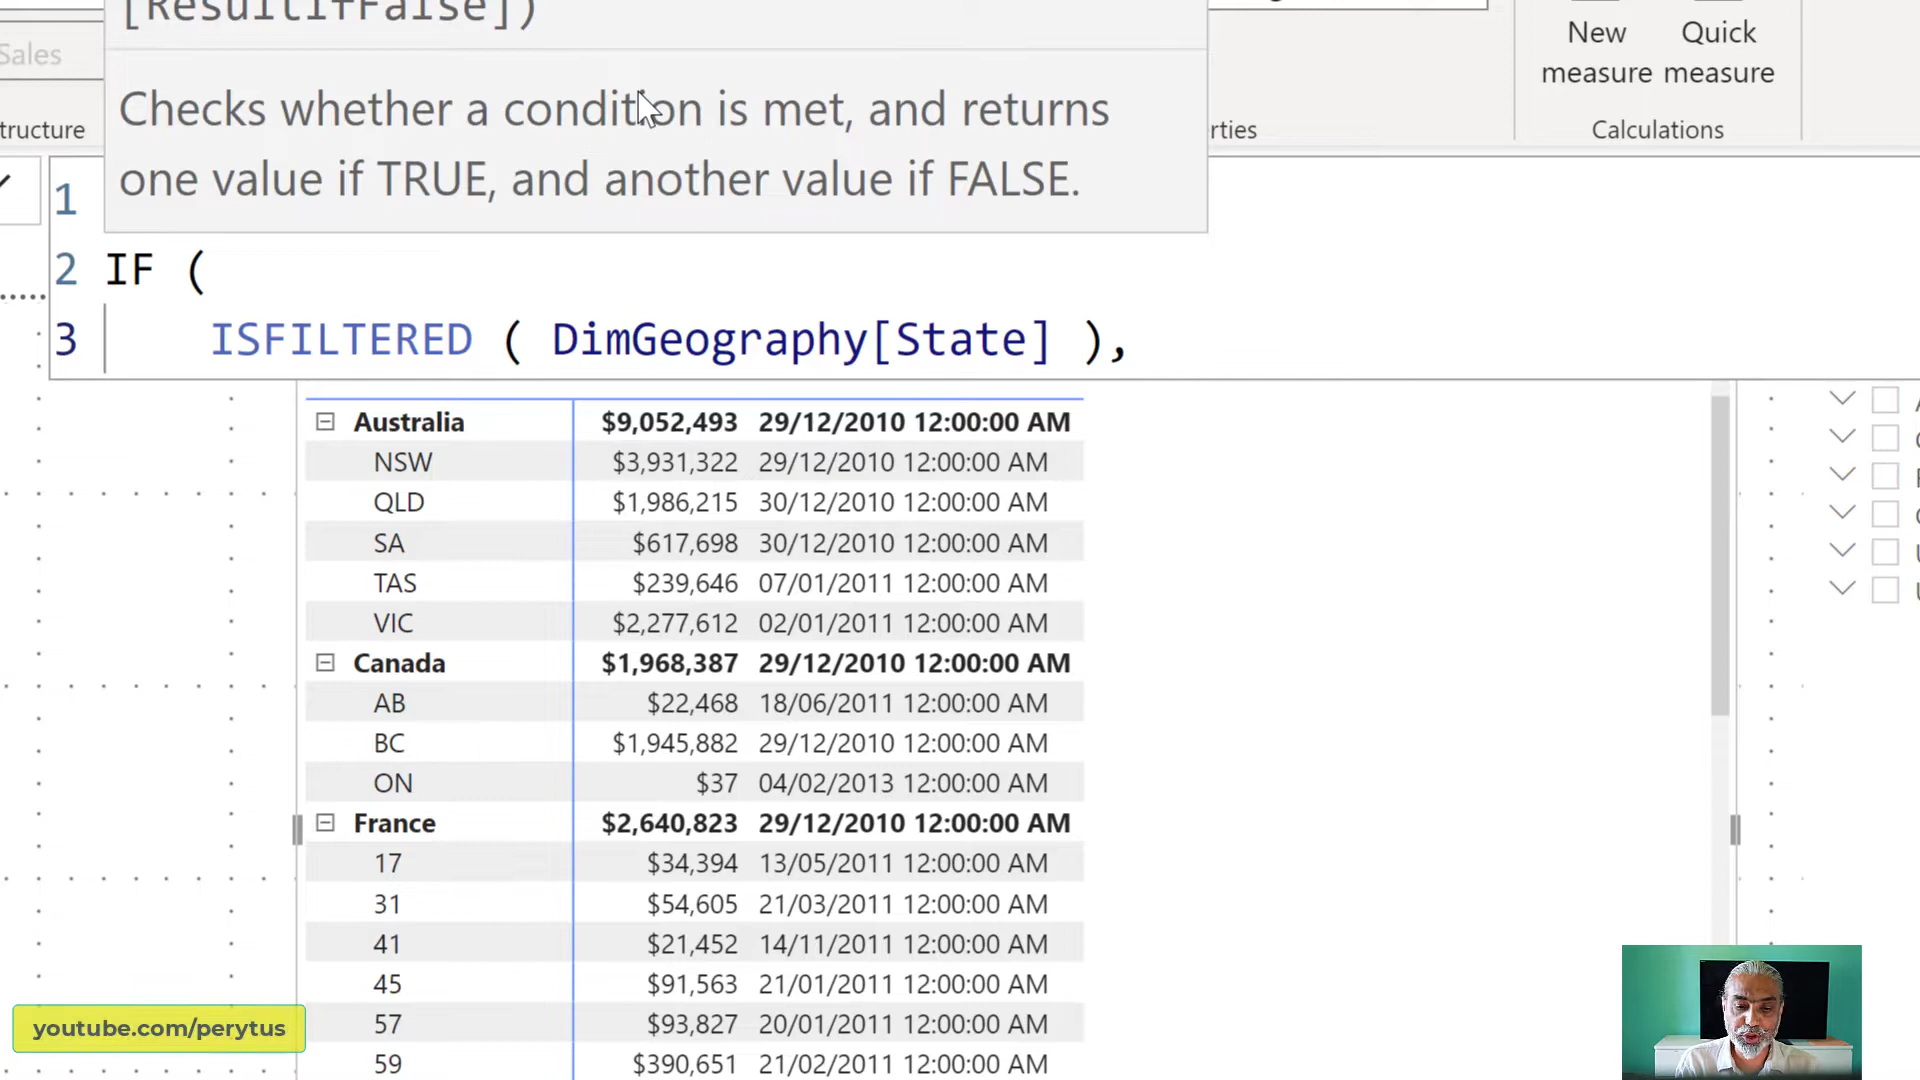 [ResultIfFalse])
Sales
New measure
Quick measure
Checks whether a condition is met, and returns
one value if TRUE, and another value if FALSE.
tructure
rties
Calculations
1
2 IF (
3 ISFILTERED ( DimGeography[State] ),
Australia $9,052,493 29/12/2010 12:00:00 AM
NSW $3,931,322 29/12/2010 12:00:00 AM
QLD $1,986,215 30/12/2010 12:00:00 AM
SA $617,698 30/12/2010 12:00:00 AM
TAS $239,646 07/01/2011 12:00:00 AM
VIC $2,277,612 02/01/2011 12:00:00 AM
Canada $1,968,387 29/12/2010 12:00:00 AM
AB $22,468 18/06/2011 12:00:00 AM
BC $1,945,882 29/12/2010 12:00:00 AM
ON $37 04/02/2013 12:00:00 AM
France $2,640,823 29/12/2010 12:00:00 AM
17 $34,394 13/05/2011 12:00:00 AM
31 $54,605 21/03/2011 12:00:00 AM
41 $21,452 14/11/2011 12:00:00 AM
45 $91,563 21/01/2011 12:00:00 AM
57 $93,827 20/01/2011 12:00:00 AM
59 $390,651 21/02/2011 12:00:00 AM
youtube.com/perytus